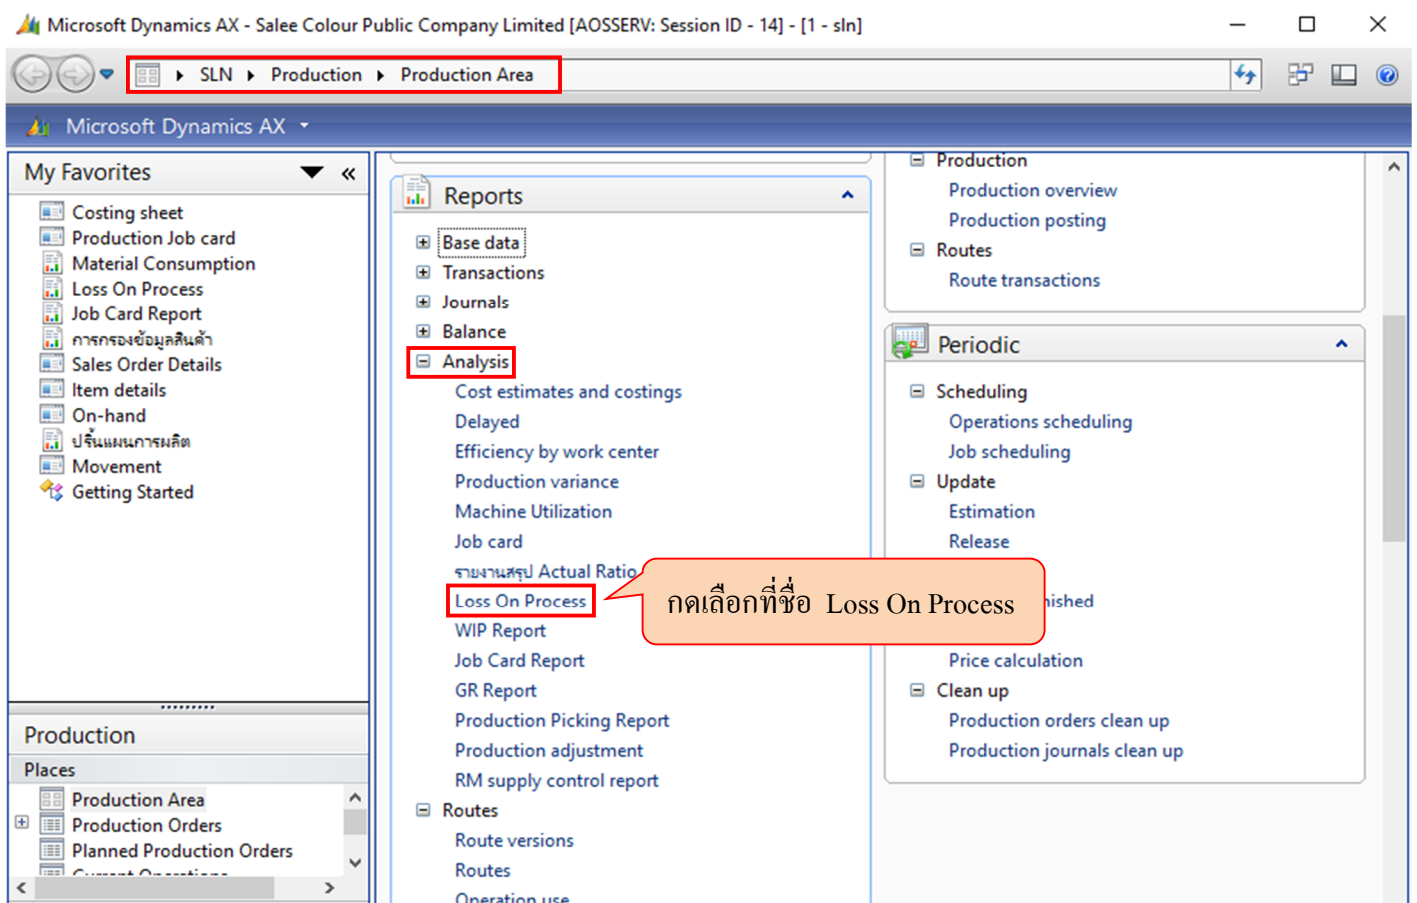 Microsoft Dynamics AX - Salee Colour Public Company Limited [AOSSERV: Session ID - 14] - [1 - sln]
SLN
Production
Production Area
Microsoft Dynamics AX
My Favorites
Costing sheet
Production Job card
Material Consumption
Loss On Process
Job Card Report
การกรองข้อมูลสินค้า
Sales Order Details
Item details
On-hand
ปริ้นแผนการผลิต
Movement
Getting Started
Production
Places
Production Area
Production Orders
Planned Production Orders
Current Operations
Reports
Base data
Transactions
Journals
Balance
Analysis
Cost estimates and costings
Delayed
Efficiency by work center
Production variance
Machine Utilization
Job card
รายงานสรุป Actual Ratio
Loss On Process
WIP Report
Job Card Report
GR Report
Production Picking Report
Production adjustment
RM supply control report
Routes
Route versions
Routes
Operation use
กดเลือกที่ชื่อ Loss On Process
Production
Production overview
Production posting
Routes
Route transactions
Periodic
Scheduling
Operations scheduling
Job scheduling
Update
Estimation
Release
nished
Price calculation
Clean up
Production orders clean up
Production journals clean up